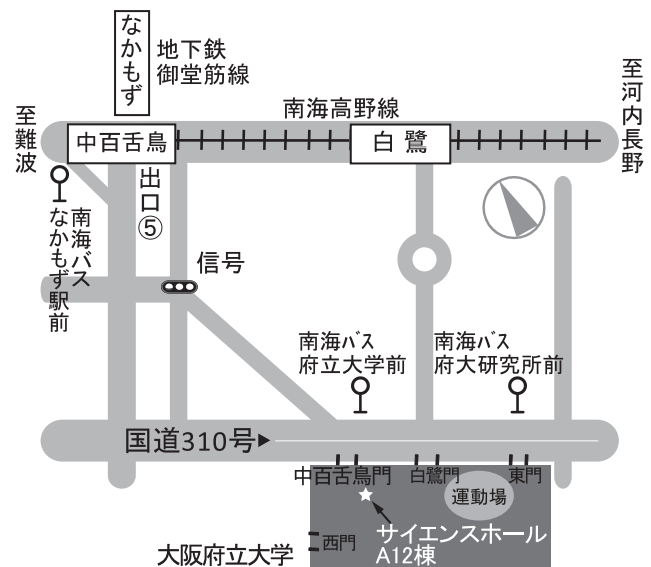 なかもず
地下鉄
御堂筋線
至難波
中百舌鳥
南海高野線
白鷺
至河内長野
出口⑤
南海バス
なかもず駅前
信号
南海バス
府立大学前
南海バス
府大研究所前
国道310号▶
中百舌鳥門
白鷺門
東門
運動場
サイエンスホール
A12棟
西門
大阪府立大学